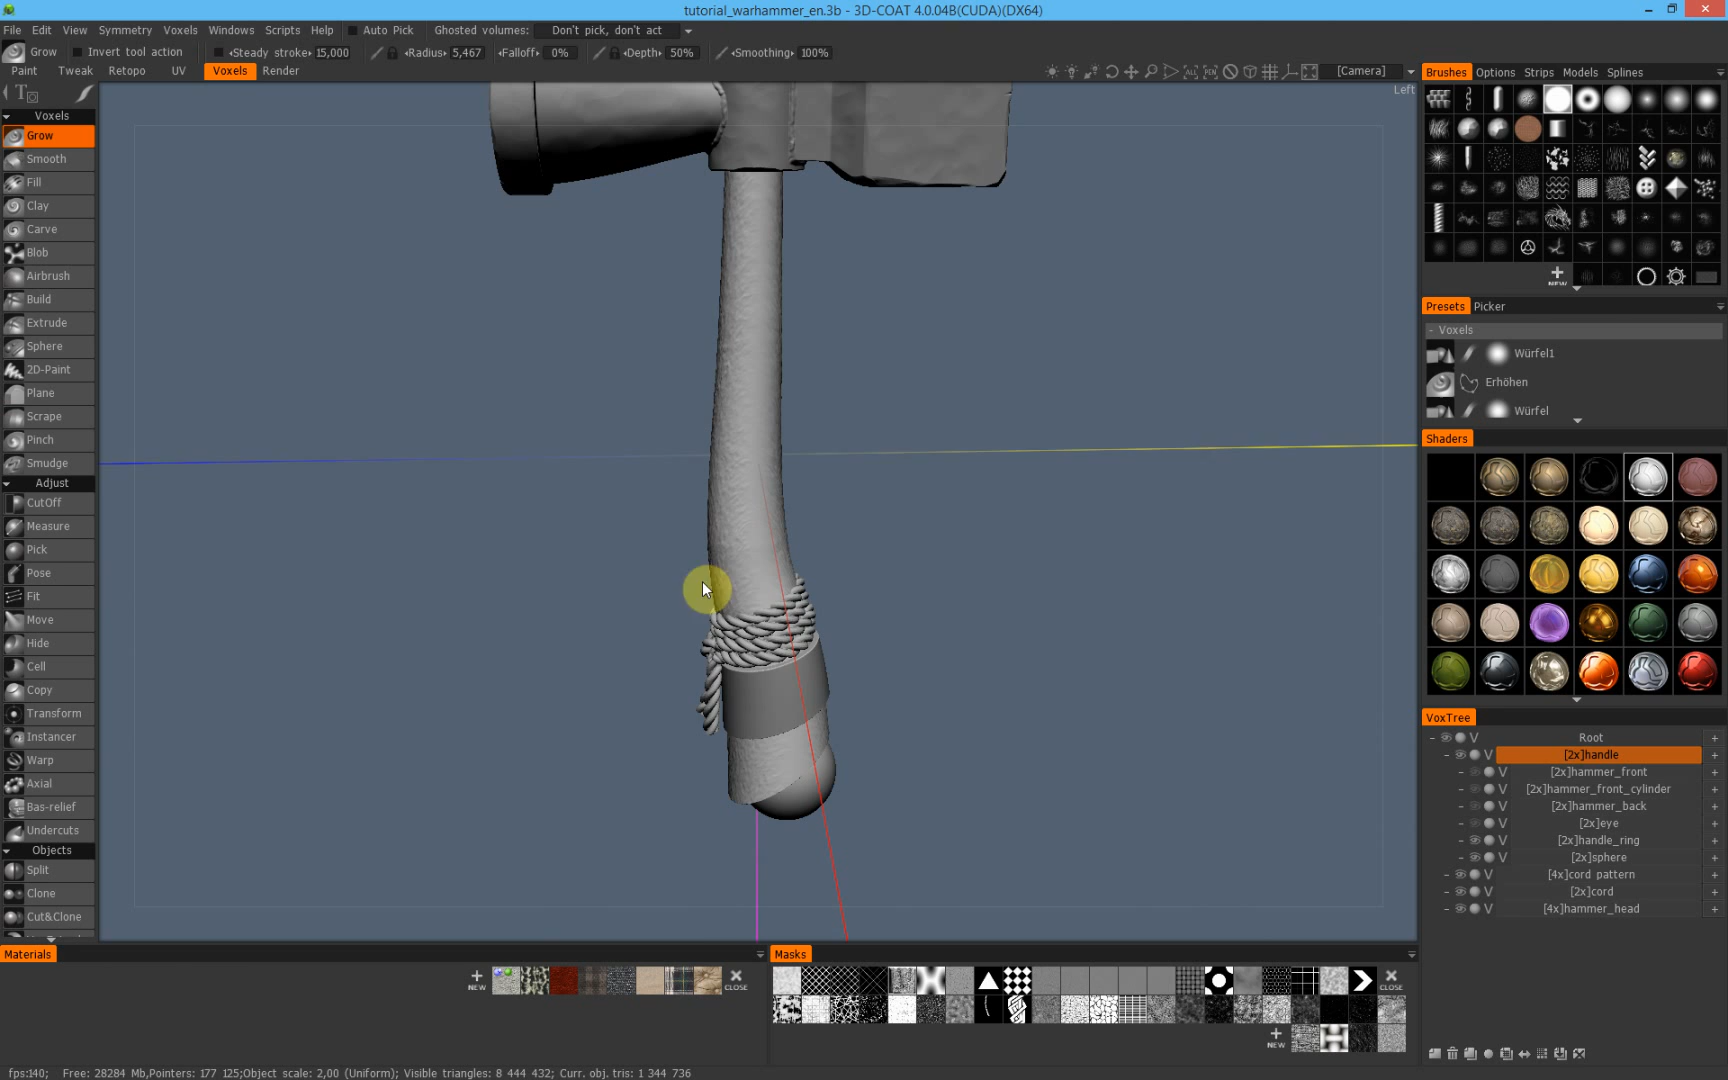 tutorial_warhammer_en.3b - 3D-COAT 4.0.04B(CUDA)(DX64)
File Edit View Symmetry Voxels Windows Scripts Help Auto Pick Ghosted volumes: Don't pick, don't act
Grow Invert tool action Steady stroke 15,000 Radius 5,467 Falloff 0% Depth 50% Smoothing 100%
Paint Tweak Retopo UV Voxels Render [Camera]
Left
Voxels
Grow
Smooth
Fill
Clay
Carve
Blob
Airbrush
Build
Extrude
Sphere
2D-Paint
Plane
Scrape
Pinch
Smudge
Adjust
CutOff
Measure
Pick
Pose
Fit
Move
Hide
Cell
Copy
Transform
Instancer
Warp
Axial
Bas-relief
Undercuts
Objects
Split
Clone
Cut&Clone
Brushes Options Strips Models Splines
NEW
Presets Picker
- Voxels
Würfel1
Erhöhen
Würfel
Shaders
VoxTree
Root
[2x]handle
[2x]hammer_front
[2x]hammer_front_cylinder
[2x]hammer_back
[2x]eye
[2x]handle_ring
[2x]sphere
[4x]cord pattern
[2x]cord
[4x]hammer_head
Materials
NEW
CLOSE
Masks
CLOSE
NEW
fps:140; Free: 28284 Mb,Pointers: 177 125;Object scale: 2,00 (Uniform); Visible triangles: 8 444 432; Curr. obj. tris: 1 344 736